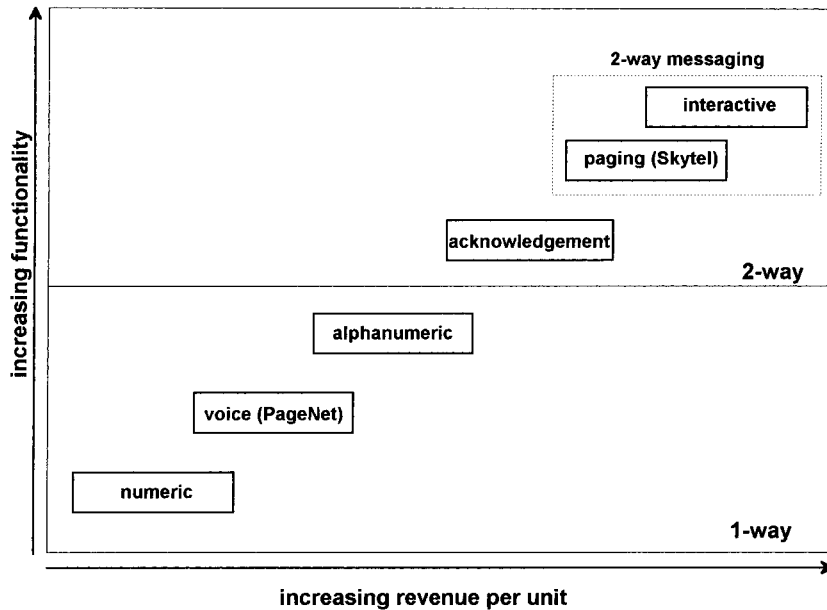 2-way messaging
interactive
paging (Skytel)
acknowledgement
2-way
alphanumeric
voice (PageNet)
numeric
1-way
increasing functionality
increasing revenue per unit